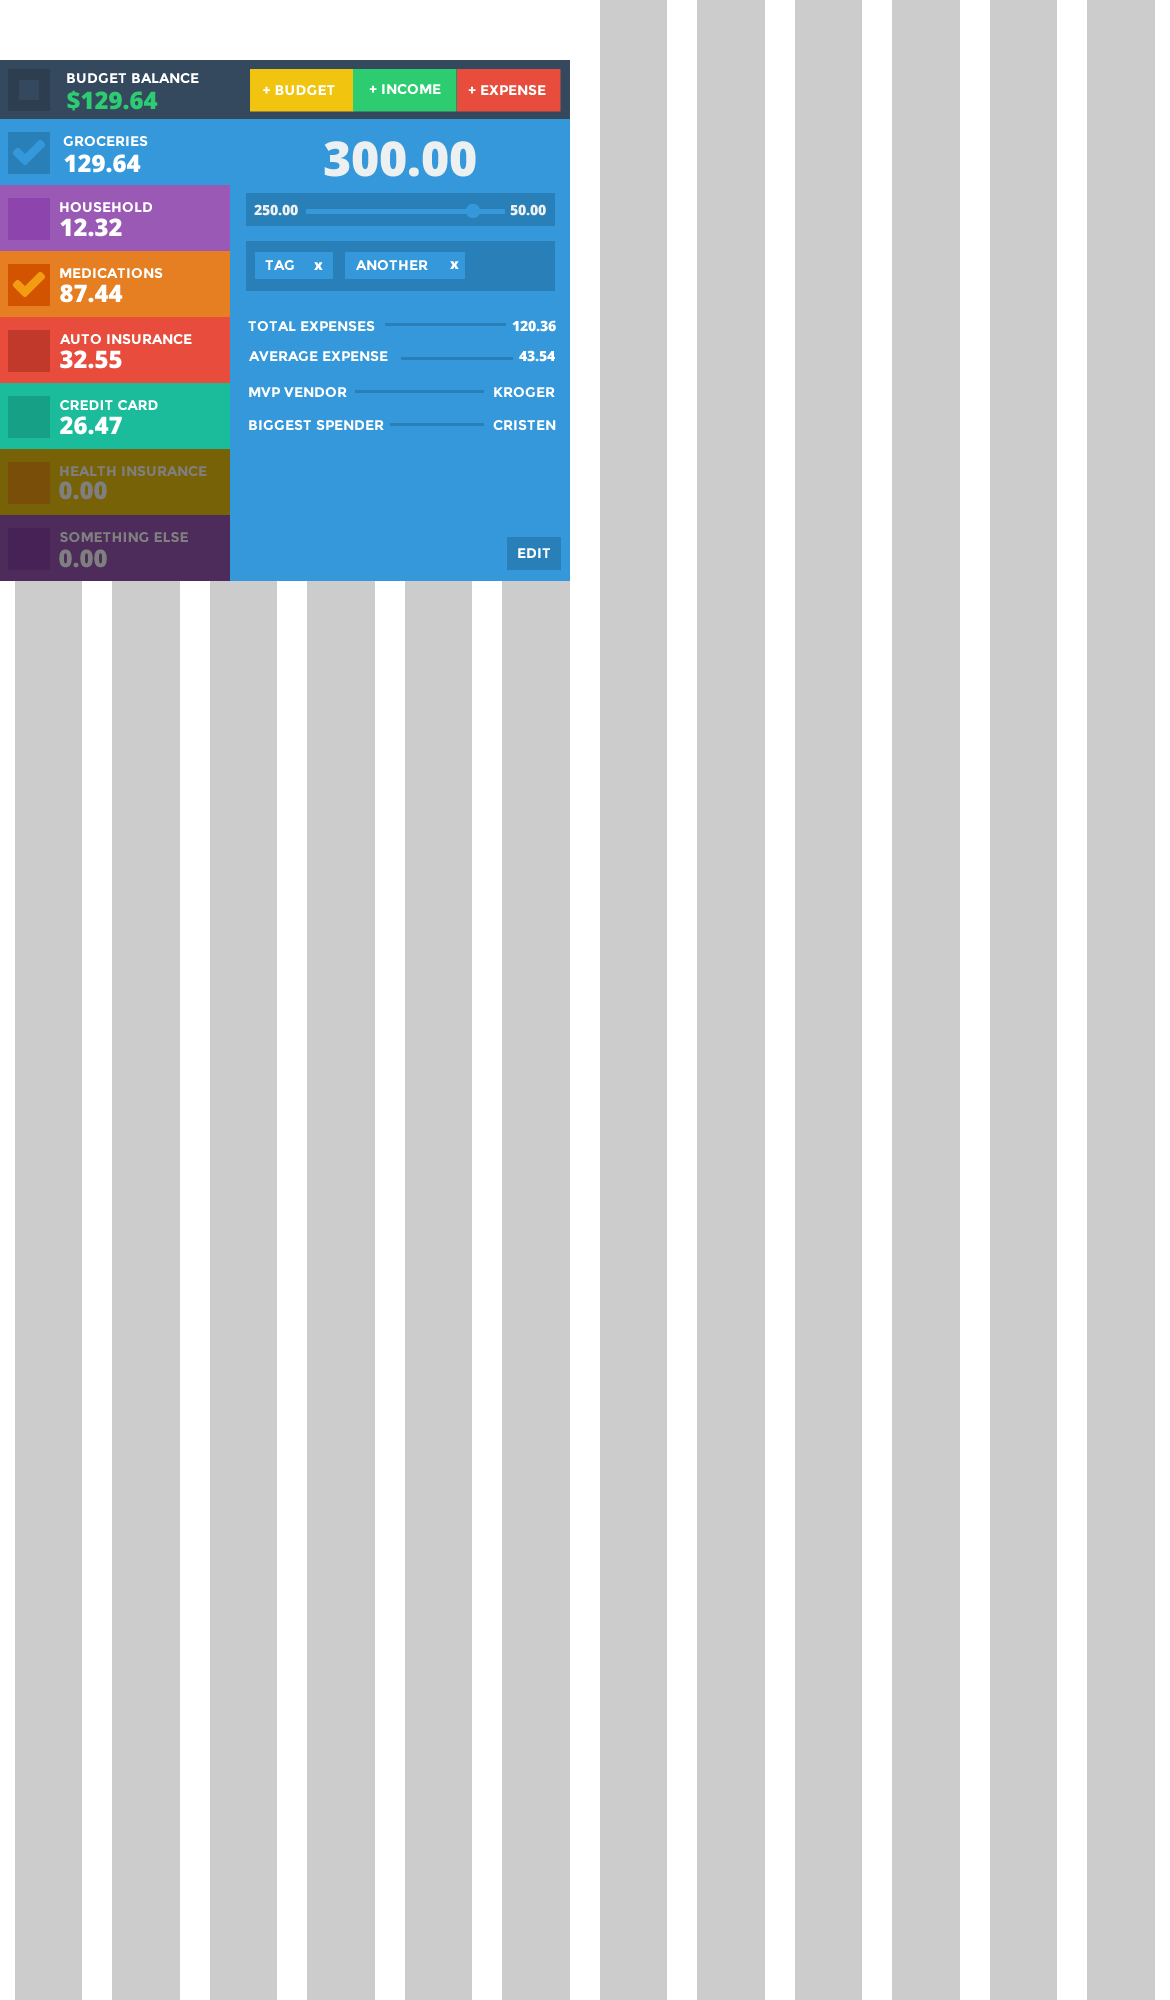 BUDGET BALANCE
$129.64
+ BUDGET
+ INCOME
+ EXPENSE
GROCERIES
129.64
HOUSEHOLD
12.32
MEDICATIONS
87.44
AUTO INSURANCE
32.55
CREDIT CARD
26.47
HEALTH INSURANCE
0.00
SOMETHING ELSE
0.00
300.00
250.00 50.00
TAG x ANOTHER x
TOTAL EXPENSES 120.36
AVERAGE EXPENSE 43.54
MVP VENDOR KROGER
BIGGEST SPENDER CRISTEN
EDIT